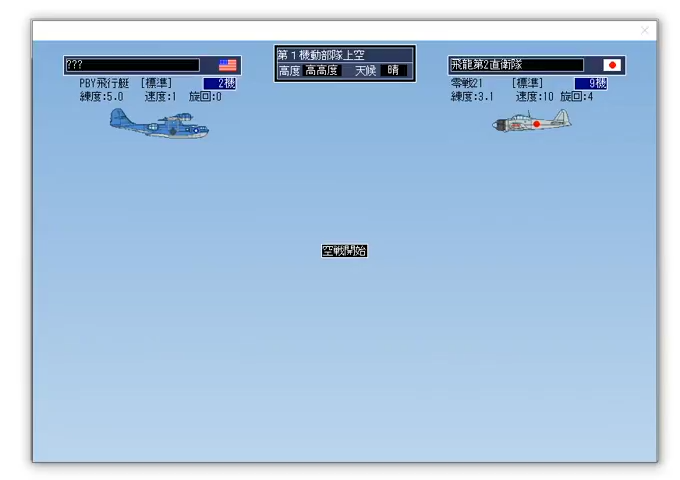 第1機動部隊上空
高度 高高度 天候 晴
???
PBY飛行艇 [標準] 2機
練度:5.0 速度:1 旋回:0
飛龍第2直衛隊
零戦21 [標準] 9機
練度:3.1 速度:10 旋回:4
空戦開始